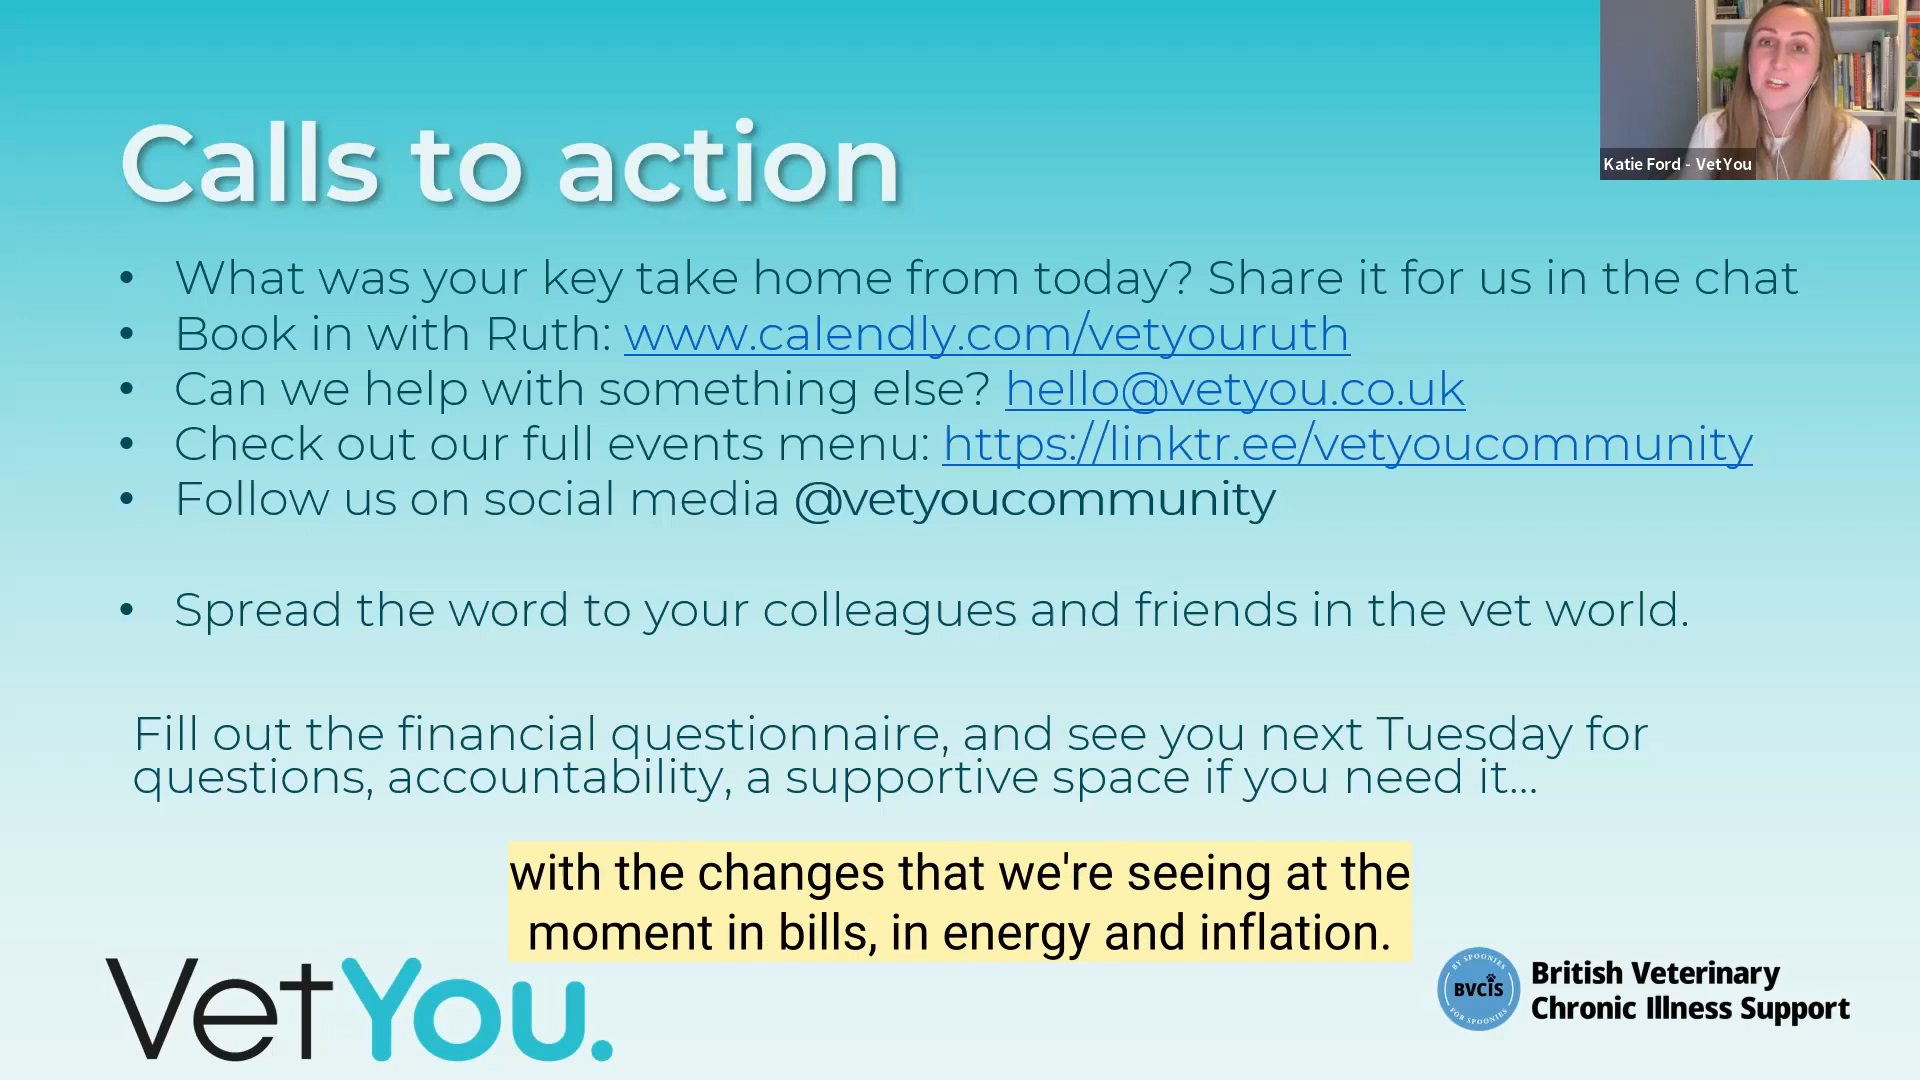 Calls to action
Katie Ford - VetYou
• What was your key take home from today? Share it for us in the chat
• Book in with Ruth: www.calendly.com/vetyouruth
• Can we help with something else? hello@vetyou.co.uk
• Check out our full events menu: https://linktr.ee/vetyoucommunity
• Follow us on social media @vetyoucommunity
• Spread the word to your colleagues and friends in the vet world.
Fill out the financial questionnaire, and see you next Tuesday for
questions, accountability, a supportive space if you need it...
with the changes that we're seeing at the
moment in bills, in energy and inflation.
VetYou.
BY SPOONIES
BVCIS
FOR SPOONIES
British Veterinary
Chronic Illness Support